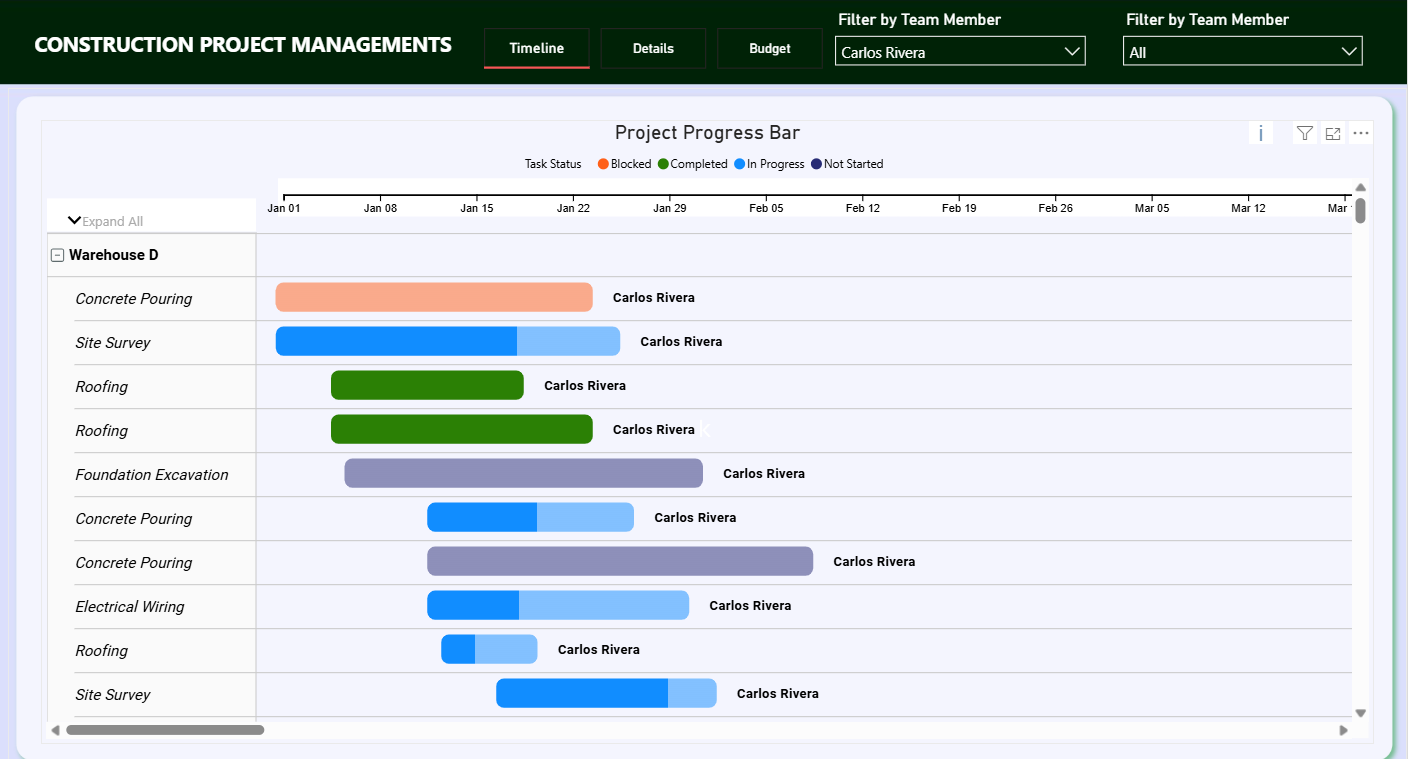 CONSTRUCTION PROJECT MANAGEMENTS
Timeline
Details
Budget
Filter by Team Member
Carlos Rivera
Filter by Team Member
All
Project Progress Bar
Task Status Blocked Completed In Progress Not Started
Jan 01 Jan 08 Jan 15 Jan 22 Jan 29 Feb 05 Feb 12 Feb 19 Feb 26 Mar 05 Mar 12 Mar
Expand All
Warehouse D
Concrete Pouring Carlos Rivera
Site Survey Carlos Rivera
Roofing Carlos Rivera
Roofing Carlos Rivera
Foundation Excavation Carlos Rivera
Concrete Pouring Carlos Rivera
Concrete Pouring Carlos Rivera
Electrical Wiring Carlos Rivera
Roofing Carlos Rivera
Site Survey Carlos Rivera